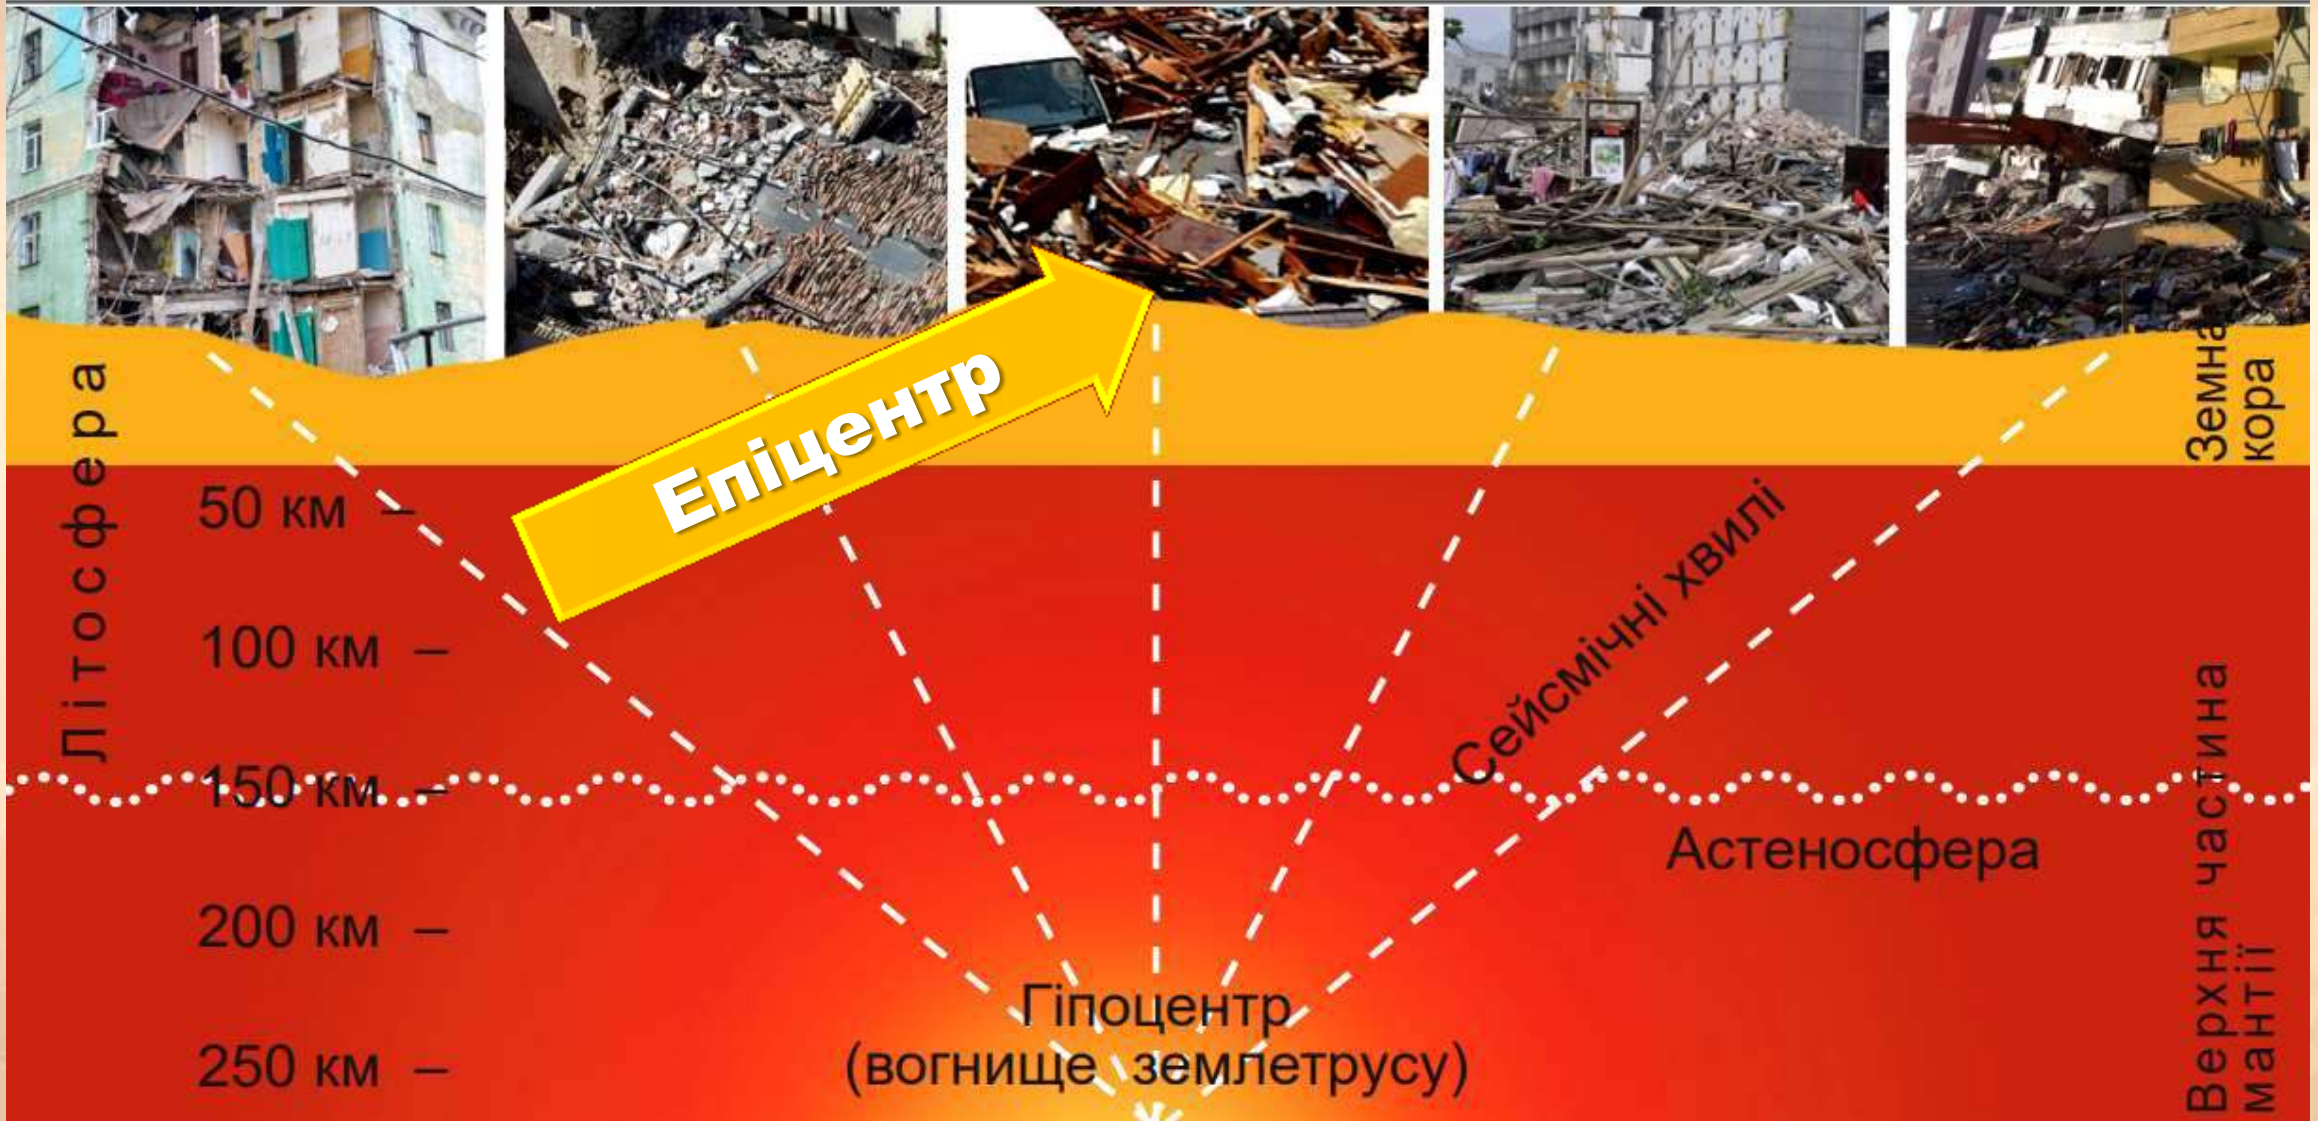 Епіцентр
Літосфера
Земна
кора
50 км
100 км
150 км
200 км
250 км
Сейсмічні хвилі
Астеносфера
Верхня частина
мантії
Гіпоцентр
(вогнище землетрусу)